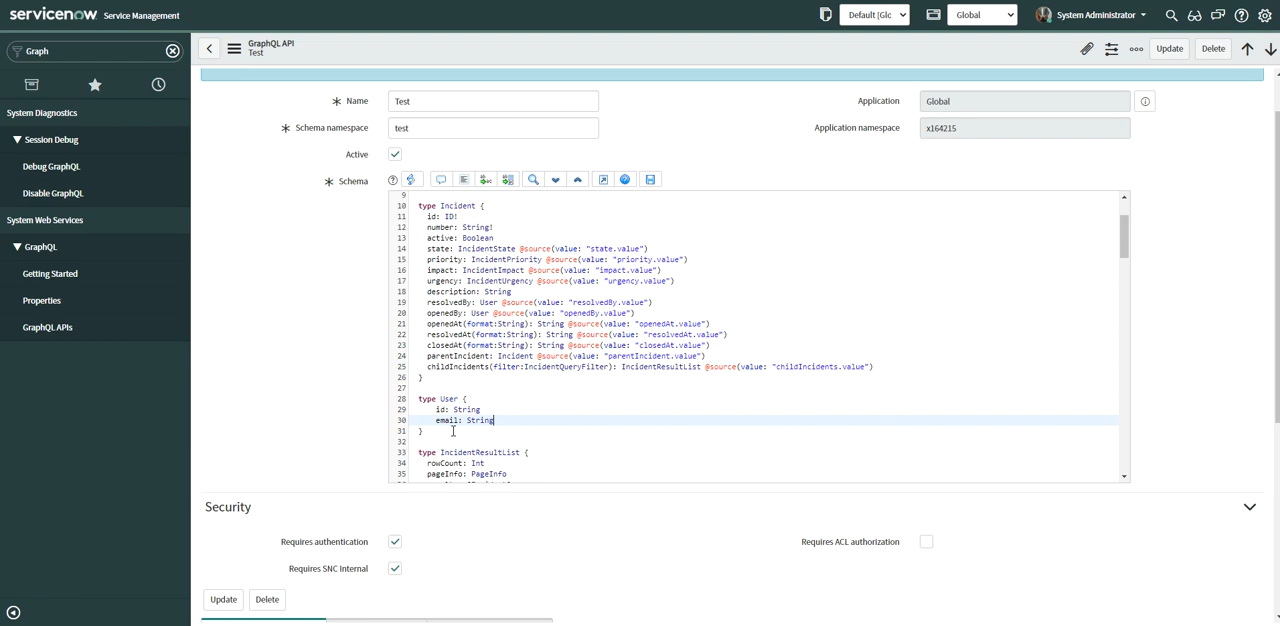 servicenow Service Management
Default [Glc
Global
System Administrator
Graph
GraphQL API
Test
Update
Delete
System Diagnostics
Session Debug
Debug GraphQL
Disable GraphQL
System Web Services
GraphQL
Getting Started
Properties
GraphQL APIs
Name
Test
Application
Global
Schema namespace
test
Application namespace
x164215
Active
Schema
9
10 type Incident {
11 id: ID!
12 number: String!
13 active: Boolean
14 state: IncidentState @source(value: "state.value")
15 priority: IncidentPriority @source(value: "priority.value")
16 impact: IncidentImpact @source(value: "impact.value")
17 urgency: IncidentUrgency @source(value: "urgency.value")
18 description: String
19 resolvedBy: User @source(value: "resolvedBy.value")
20 openedBy: User @source(value: "openedBy.value")
21 openedAt(format:String): String @source(value: "openedAt.value")
22 resolvedAt(format:String): String @source(value: "resolvedAt.value")
23 closedAt(format:String): String @source(value: "closedAt.value")
24 parentIncident: Incident @source(value: "parentIncident.value")
25 childIncidents(filter:IncidentQueryFilter): IncidentResultList @source(value: "childIncidents.value")
26 }
27
28 type User {
29 id: String
30 email: String
31 }
32
33 type IncidentResultList {
34 rowCount: Int
35 pageInfo: PageInfo
Security
Requires authentication
Requires ACL authorization
Requires SNC Internal
Update
Delete